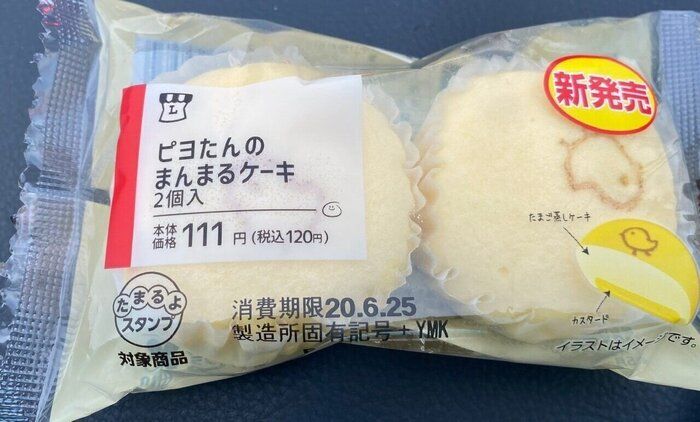 L
新発売
ピヨたんの
まんまるケーキ
2個入
本体
価格 111円(税込120円)
たまご蒸しケーキ
カスタード
イラストはイメージです。
たまるよ
スタンプ
対象商品
消費期限20.6.25
製造所固有記号+YMK